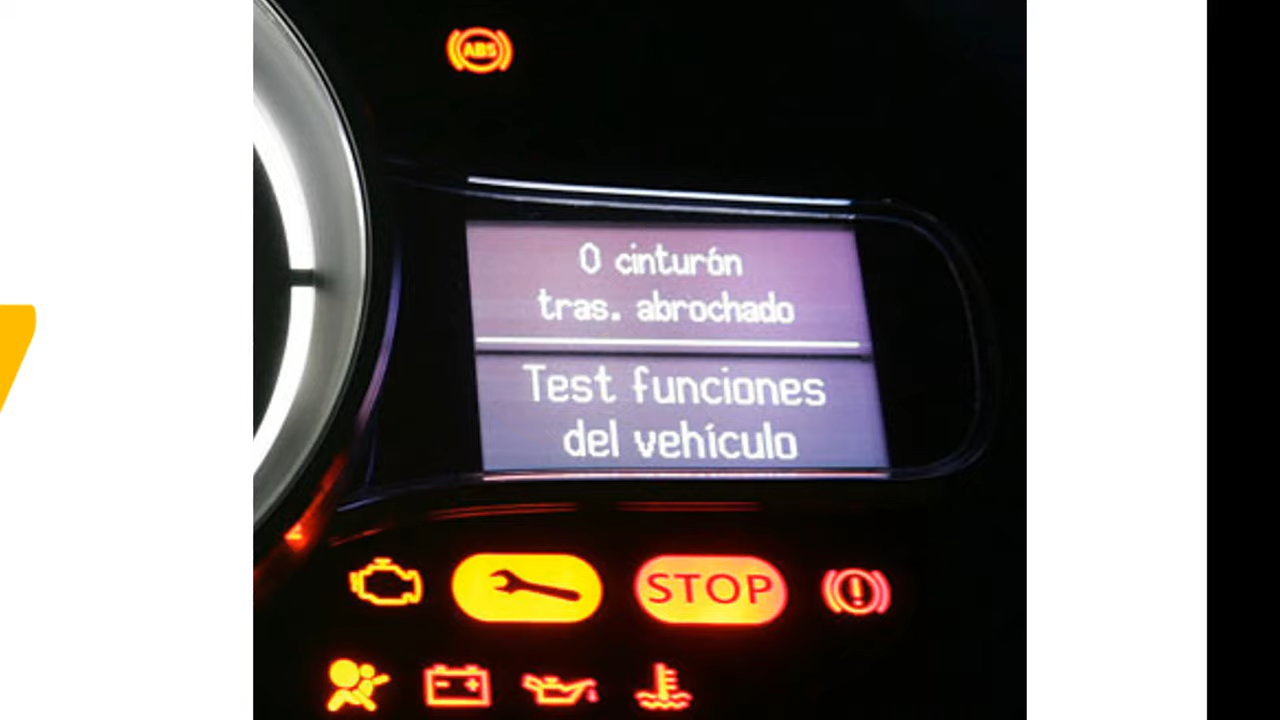 ABS
0 cinturón
tras. abrochado
Test funciones
del vehículo
STOP